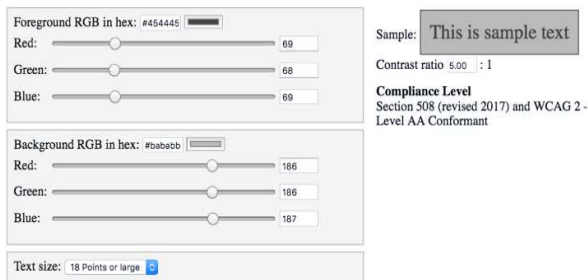 Foreground RGB in hex: #454445
Red: 69
Green: 68
Blue: 69
Background RGB in hex: #bababb
Red: 186
Green: 186
Blue: 187
Text size: 18 Points or large
Sample: This is sample text
Contrast ratio 5.00 : 1
Compliance Level
Section 508 (revised 2017) and WCAG 2 -
Level AA Conformant